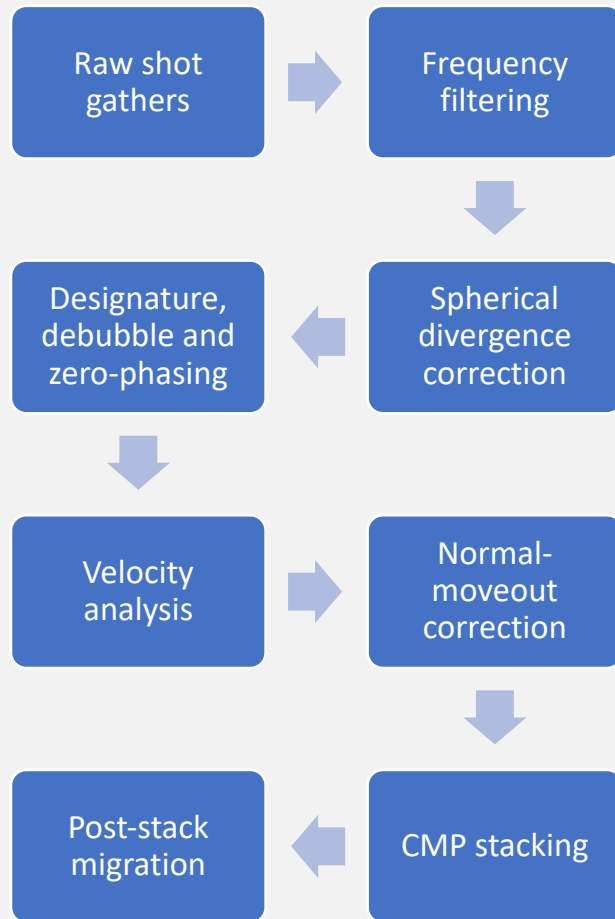 Raw shot
gathers
Frequency
filtering
Spherical
divergence
correction
Designature,
debubble and
zero-phasing
Velocity
analysis
Normal-
moveout
correction
CMP stacking
Post-stack
migration